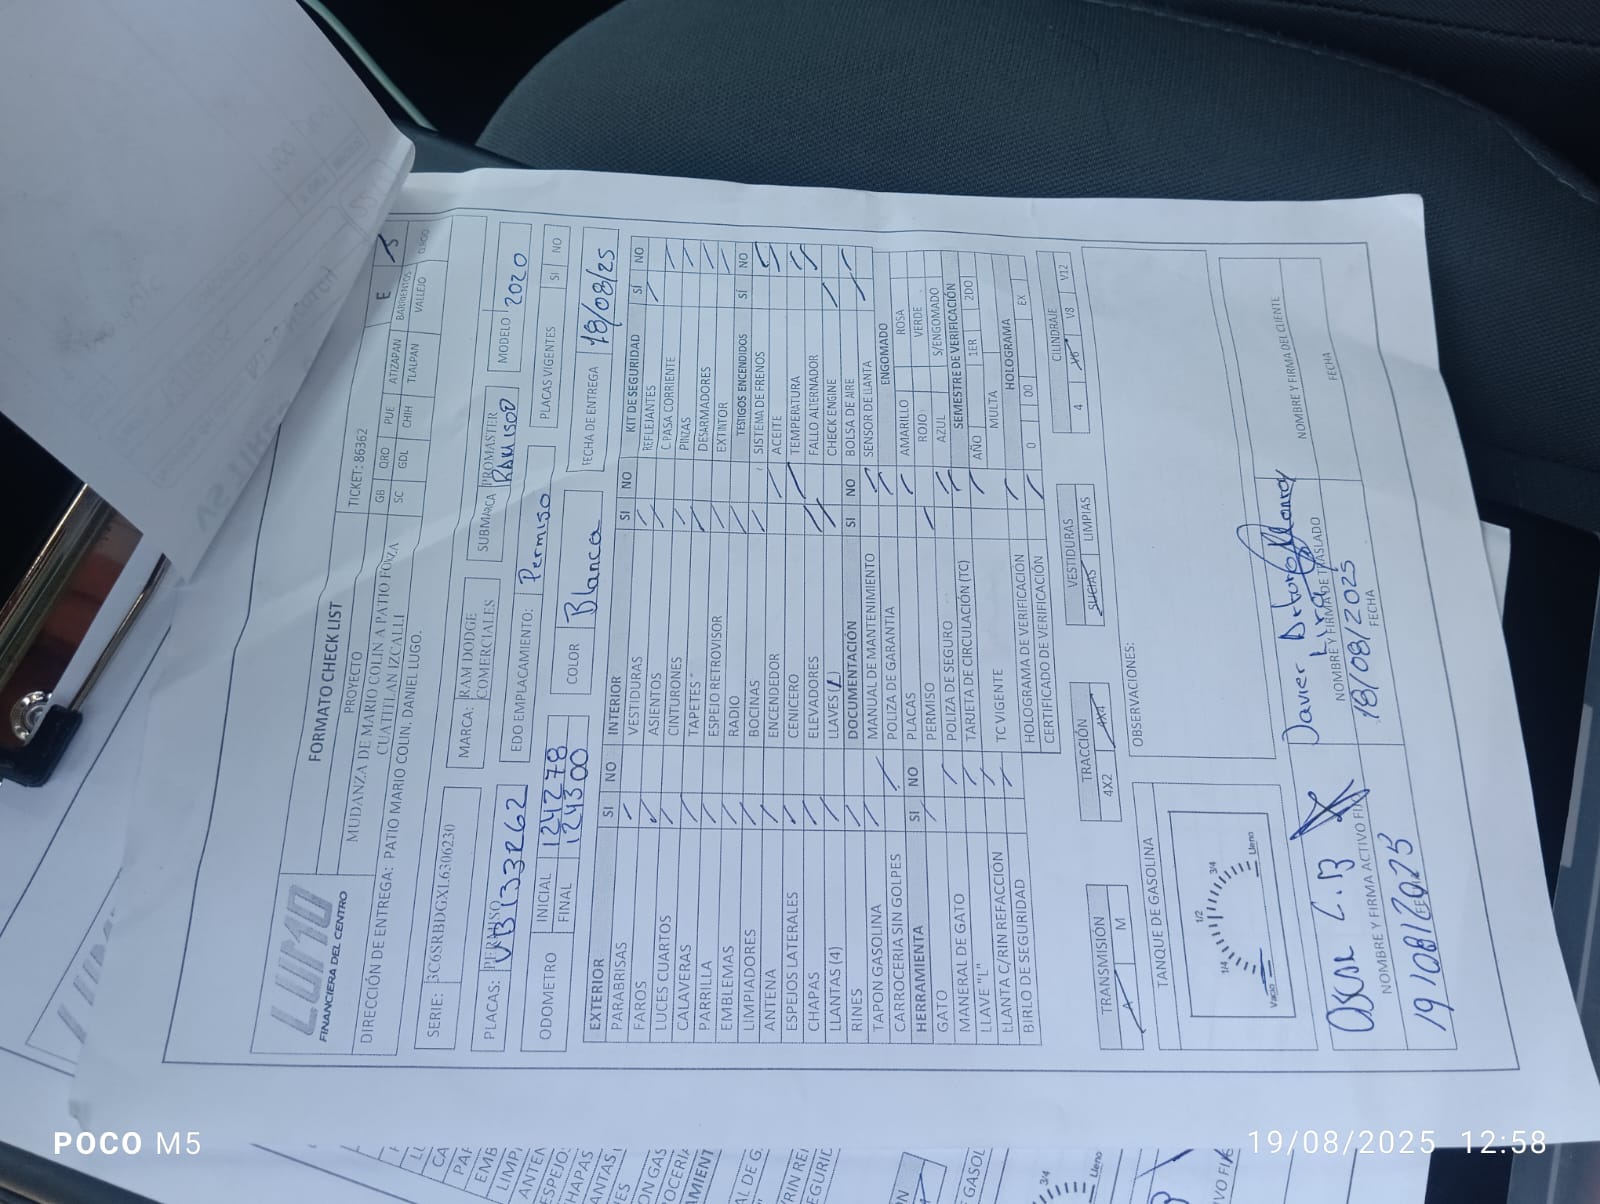 LUMO
FINANCIERA DEL CENTRO
FORMATO CHECK LIST
PROYECTO
TICKET: 86362
E
S
MUDANZA DE MARIO COLIN A PATIO FORZA
CUATITLAN IZCALLI
GB QRO PUE ATIZAPAN BARRIENTOS
SC GDL CHIH TLALPAN VALLEJO
DIRECCIÓN DE ENTREGA: PATIO MARIO COLIN. DANIEL LUGO.
SERIE: 3C6SRBDGXL6306230
MARCA: RAM DODGE COMERCIALES
SUBMARCA PROMASTER
RAM 1500
MODELO 2020
PLACAS: PERMISO
VB133R62
EDO EMPLACAMIENTO: Permiso
PLACAS VIGENTES SI NO
ODOMETRO
INICIAL 124278
FINAL 124300
COLOR Blanca
FECHA DE ENTREGA 18/08/25
EXTERIOR SI NO
PARABRISAS
FAROS
LUCES CUARTOS
CALAVERAS
PARRILLA
EMBLEMAS
LIMPIADORES
ANTENA
ESPEJOS LATERALES
CHAPAS
LLANTAS (4)
RINES
TAPON GASOLINA
CARROCERIA SIN GOLPES
HERRAMIENTA SI NO
GATO
MANERAL DE GATO
LLAVE "L"
LLANTA C/RIN REFACCIÓN
BIRLO DE SEGURIDAD
INTERIOR SI NO
VESTIDURAS
ASIENTOS
CINTURONES
TAPETES
ESPEJO RETROVISOR
RADIO
BOCINAS
ENCENDEDOR
CENICERO
ELEVADORES
LLAVES ( )
DOCUMENTACIÓN SI NO
MANUAL DE MANTENIMIENTO
POLIZA DE GARANTIA
PLACAS
PERMISO
POLIZA DE SEGURO
TARJETA DE CIRCULACIÓN (TC)
TC VIGENTE
HOLOGRAMA DE VERIFICACION
CERTIFICADO DE VERIFICACIÓN
KIT DE SEGURIDAD SI NO
REFLEJANTES
C.PASA CORRIENTE
PINZAS
DESARMADORES
EXTINTOR
TESTIGOS ENCENDIDOS SI NO
SISTEMA DE FRENOS
ACEITE
TEMPERATURA
FALLO ALTERNADOR
CHECK ENGINE
BOLSA DE AIRE
SENSOR DE LLANTA
ENGOMADO
AMARILLO ROSA
ROJO VERDE
AZUL S/ENGOMADO
SEMESTRE DE VERIFICACIÓN
AÑO 1ER 2DO
MULTA
HOLOGRAMA
0 00 EX
TRANSMISIÓN
A M
TRACCIÓN
4X2 4X4
VESTIDURAS
SUCIAS LIMPIAS
CILINDRAJE
4 V6 V8 V12
TANQUE DE GASOLINA
Vacio 1/4 1/2 3/4 Lleno
OBSERVACIONES:
NOMBRE Y FIRMA ACTIVO FIJO
19/08/2025
FECHA
Javier
NOMBRE Y FIRMA DE TRASLADO
18/08/2025
FECHA
NOMBRE Y FIRMA DEL CLIENTE
FECHA
POCO M5
19/08/2025 12:58